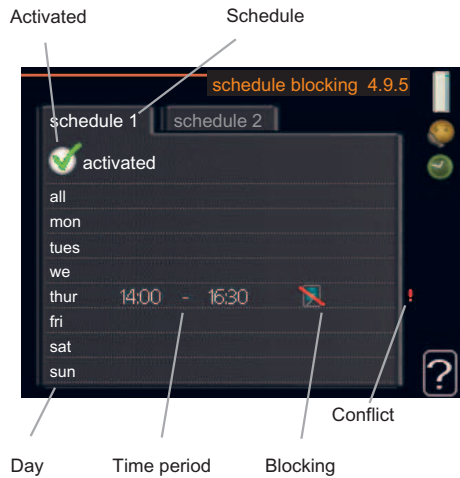 Activated Schedule
schedule blocking 4.9.5
schedule 1 schedule 2
activated
all
mon
tues
we
thur 14:00 - 16:30 !
fri
sat
sun
?
Conflict
Day Time period Blocking